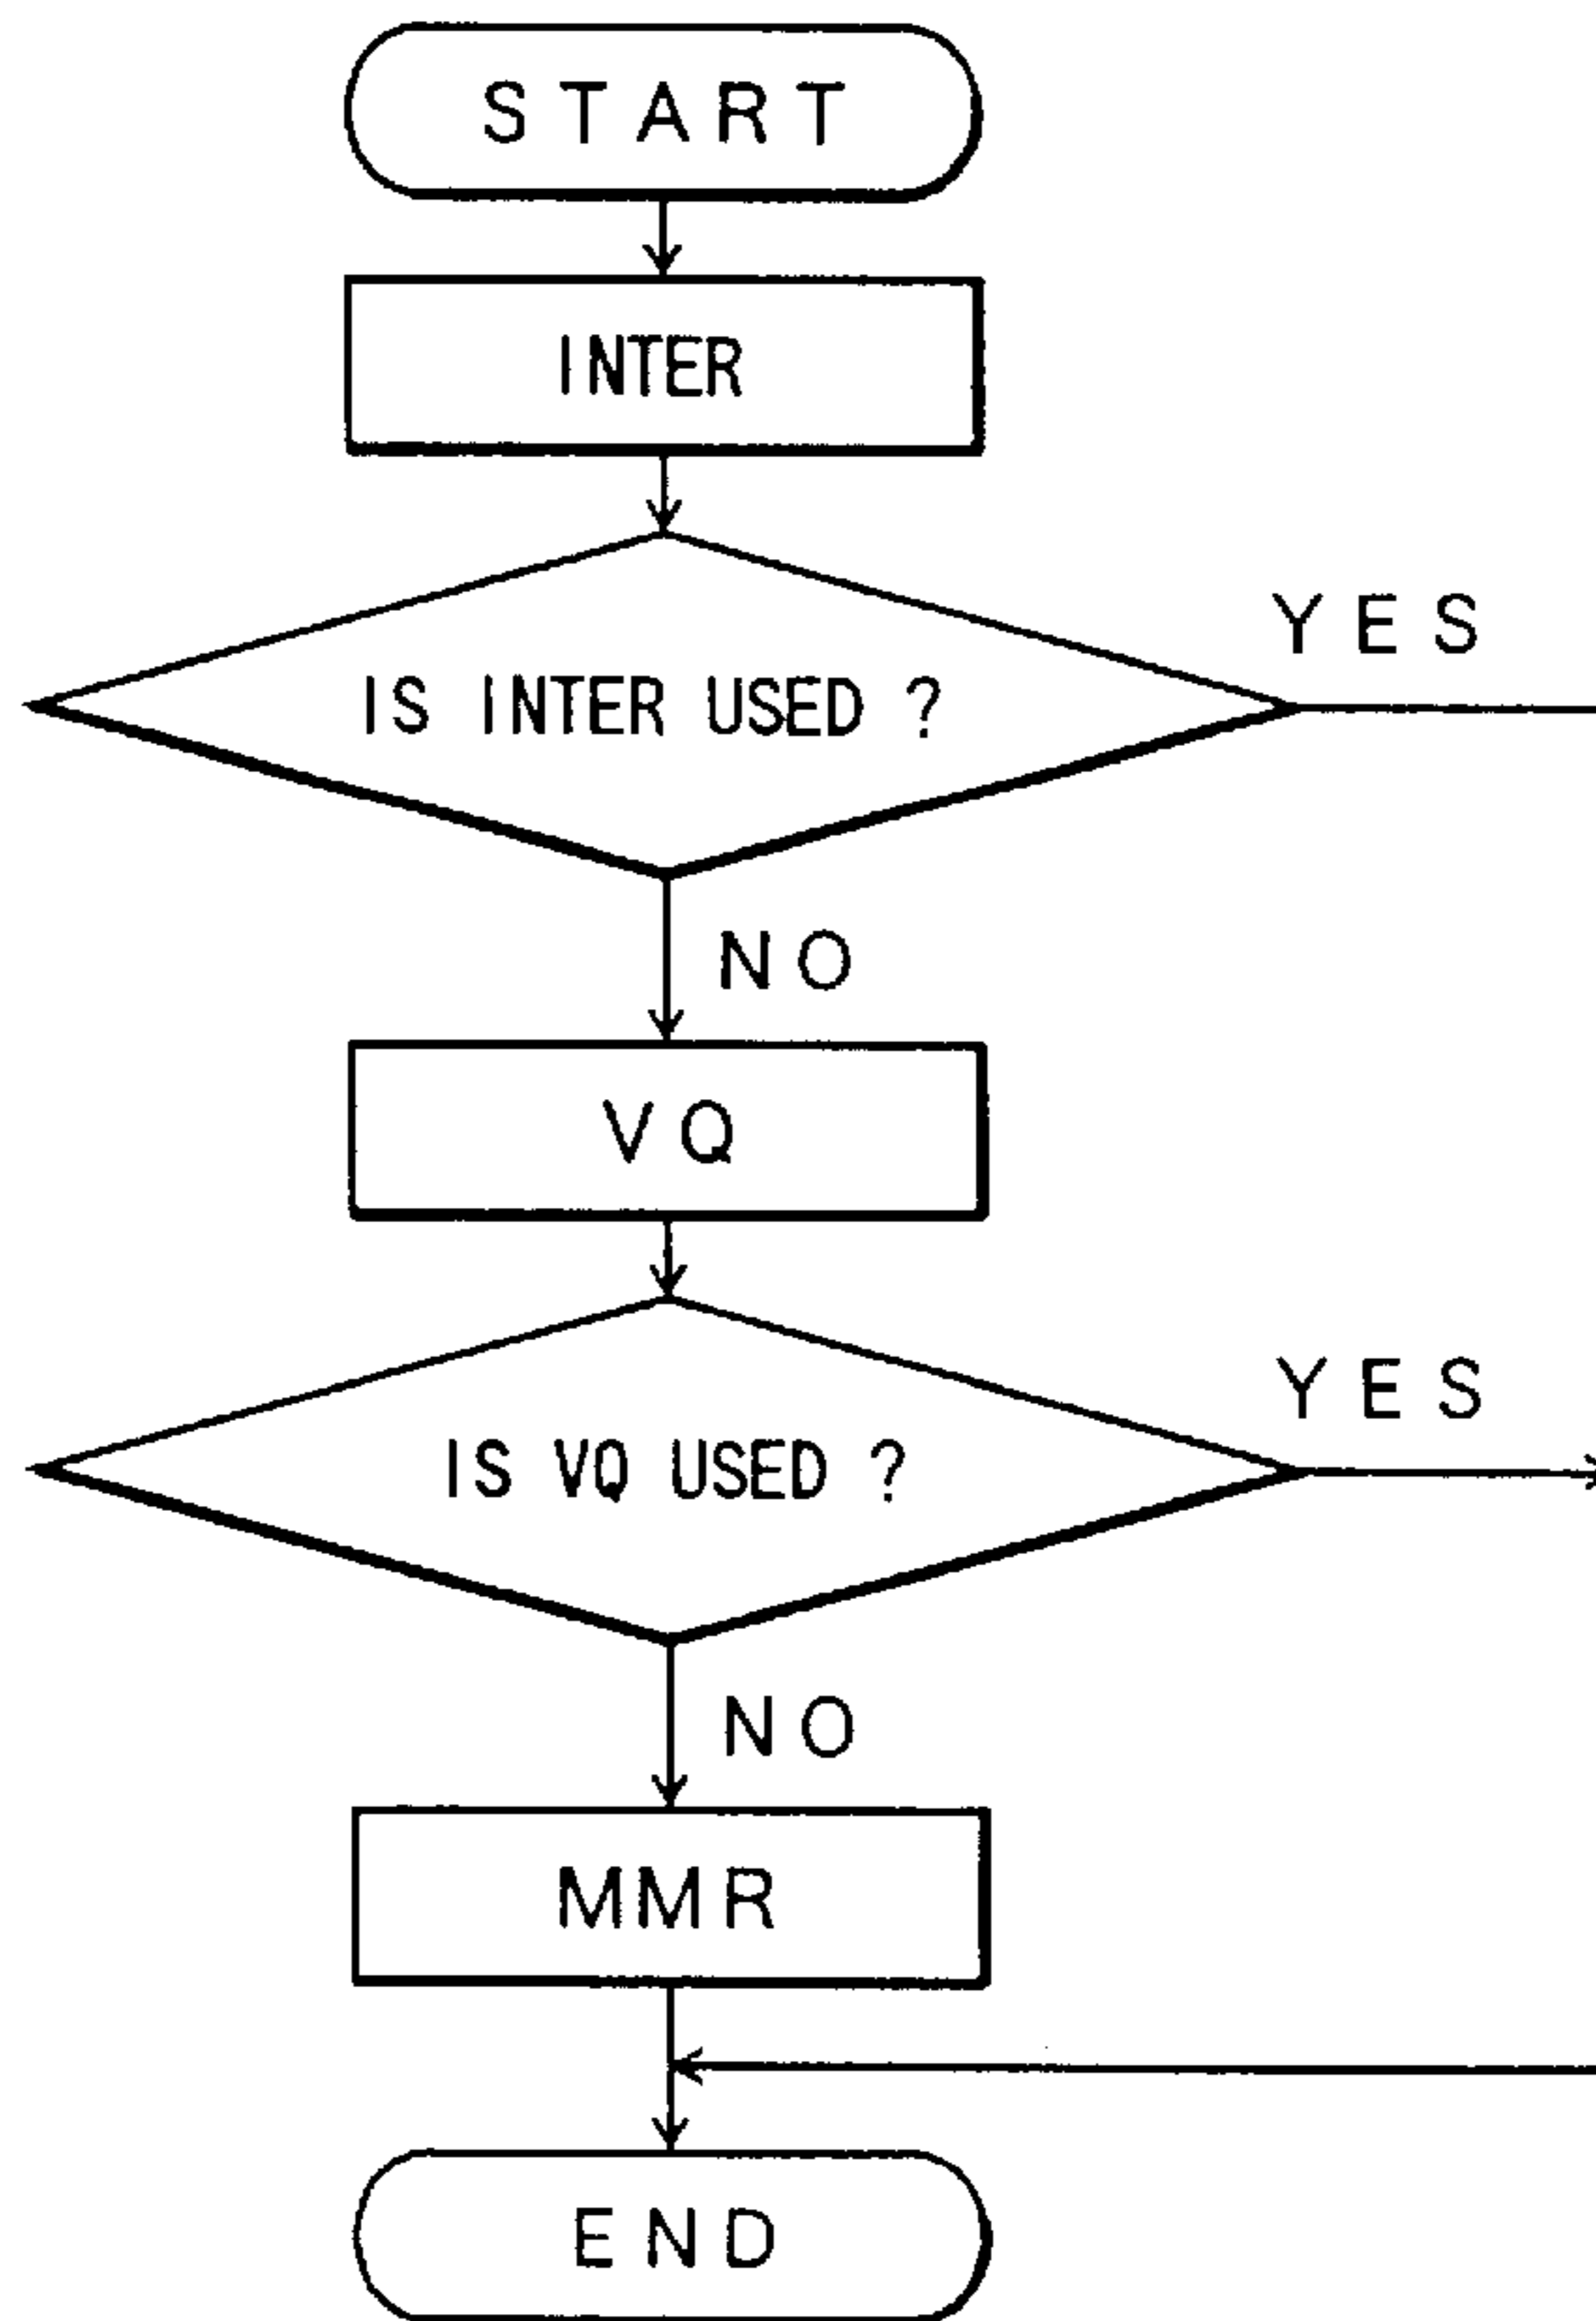 START
INTER
IS INTER USED ?
YES
NO
VQ
IS VQ USED ?
YES
NO
MMR
END